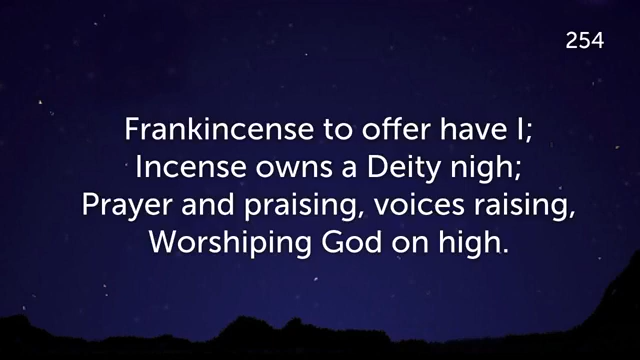 254
Frankincense to offer have I;
Incense owns a Deity nigh;
Prayer and praising, voices raising,
Worshiping God on high.